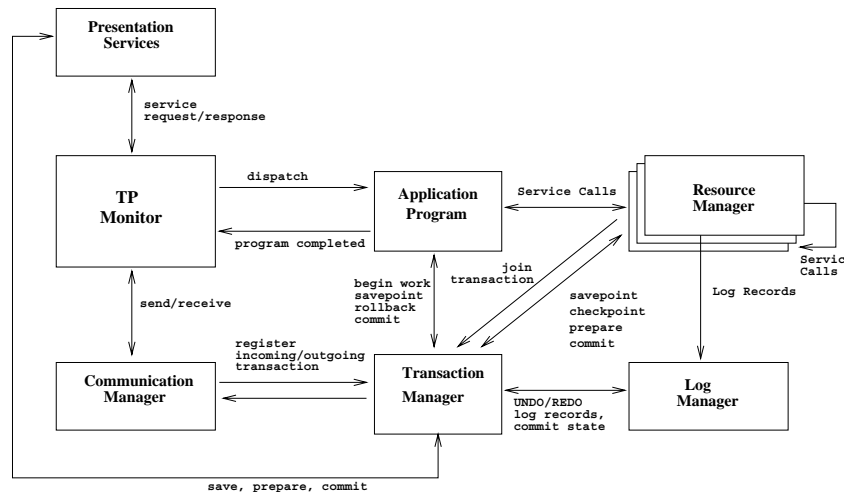 Presentation
Services
service
request/response
TP
Monitor
dispatch
program completed
Application
Program
Service Calls
Resource
Manager
Service
Calls
send/receive
begin work
savepoint
rollback
commit
join
transaction
savepoint
checkpoint
prepare
commit
Log Records
register
incoming/outgoing
transaction
Communication
Manager
Transaction
Manager
UNDO/REDO
log records,
commit state
Log
Manager
save, prepare, commit